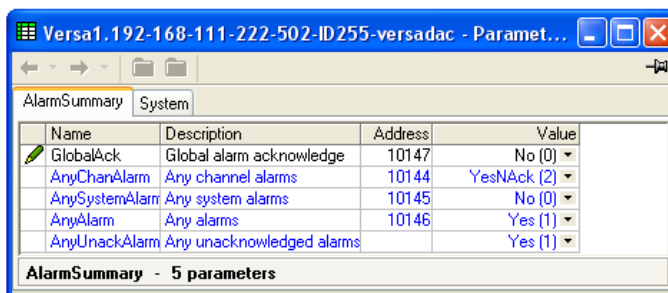 Versa1.192-168-111-222-502-ID255-versadac - Paramet...
AlarmSummary System
Name Description Address Value
GlobalAck Global alarm acknowledge 10147 No (0)
AnyChanAlarm Any channel alarms 10144 YesNAck (2)
AnySystemAlarm Any system alarms 10145 No (0)
AnyAlarm Any alarms 10146 Yes (1)
AnyUnackAlarm Any unacknowledged alarms Yes (1)
AlarmSummary - 5 parameters